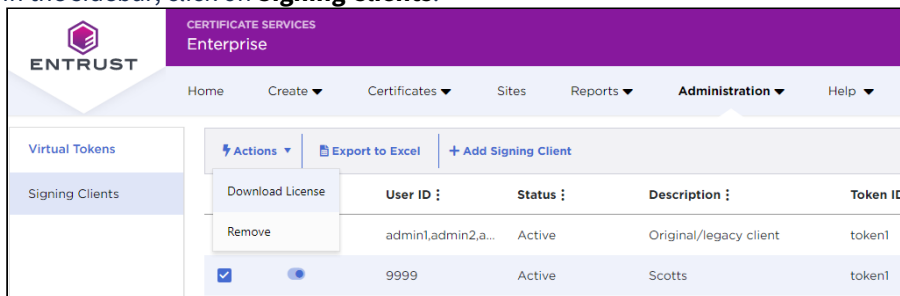 In the sidebar, click on Signing Clients.
ENTRUST
CERTIFICATE SERVICES
Enterprise
Home Create Certificates Sites Reports Administration Help
Virtual Tokens
Signing Clients
Actions Export to Excel + Add Signing Client
Download License
Remove
User ID Status Description Token ID
admin1,admin2,a... Active Original/legacy client token1
9999 Active Scotts token1